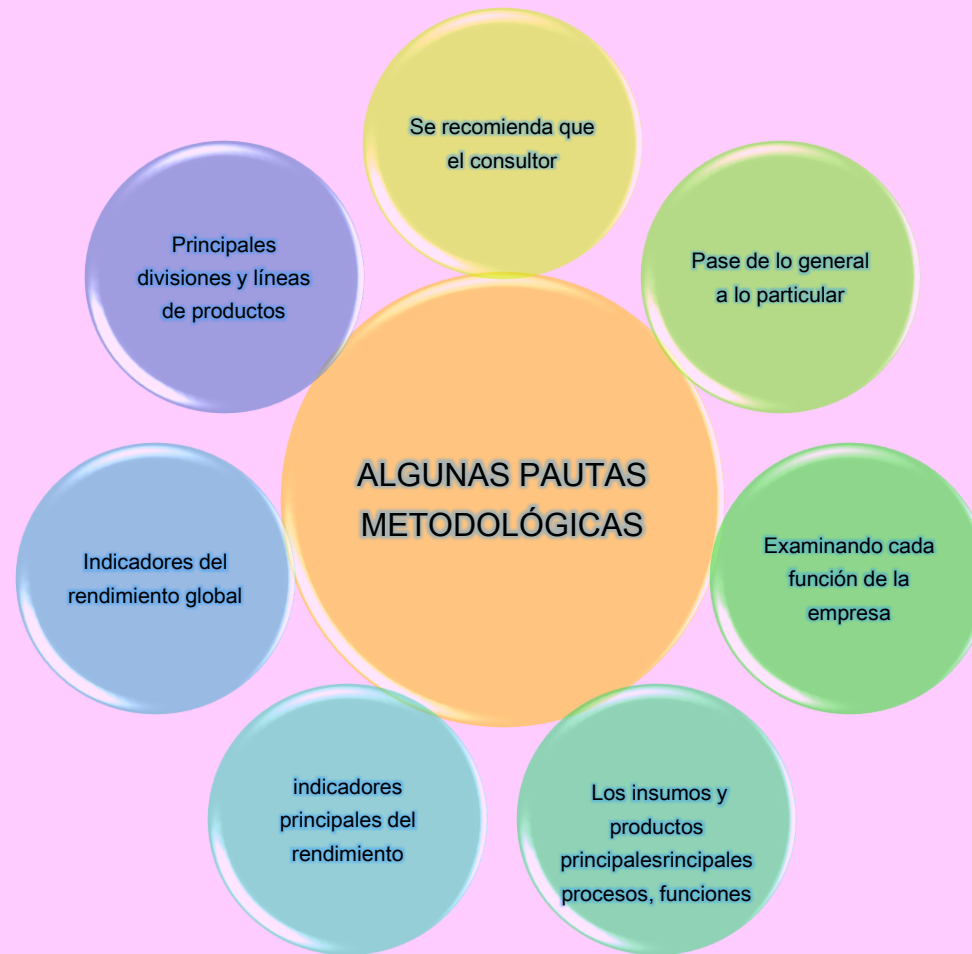 Se recomienda que
el consultor
Pase de lo general
a lo particular
Examinando cada
función de la
empresa
Los insumos y
productos
principalesrincipales
procesos, funciones
indicadores
principales del
rendimiento
Indicadores del
rendimiento global
Principales
divisiones y líneas
de productos
ALGUNAS PAUTAS
METODOLÓGICAS